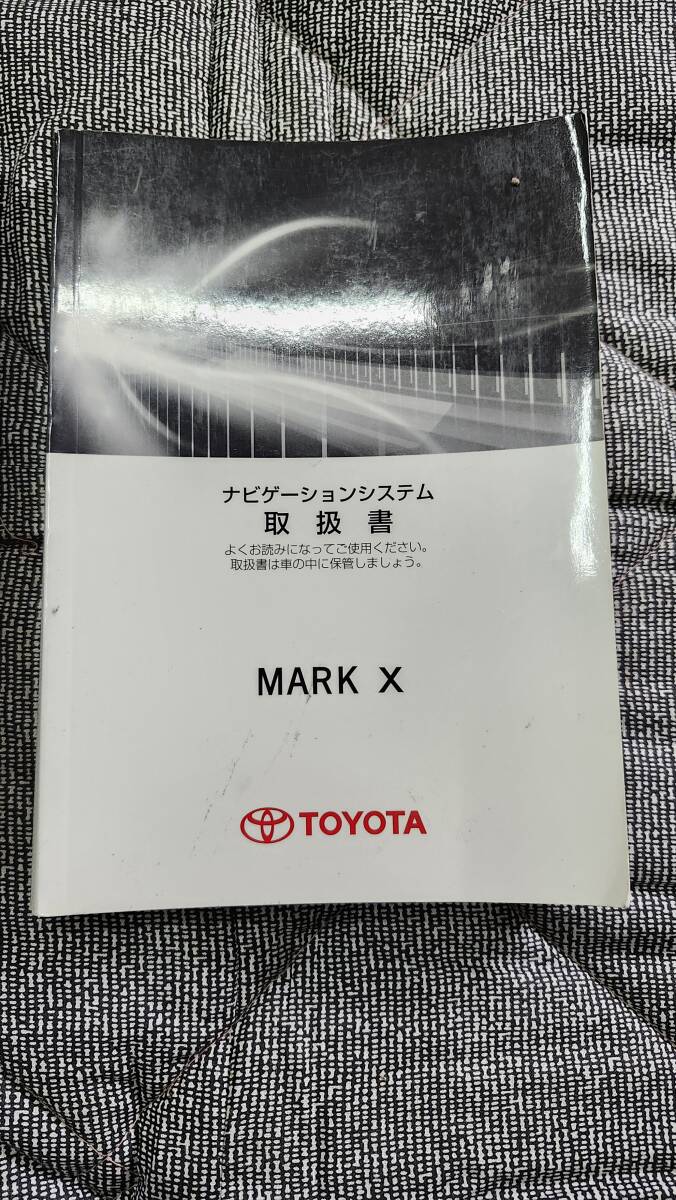 ナビゲーションシステム
取扱書
よくお読みになってご使用ください。
取扱書は車の中に保管しましょう。
MARK X
TOYOTA